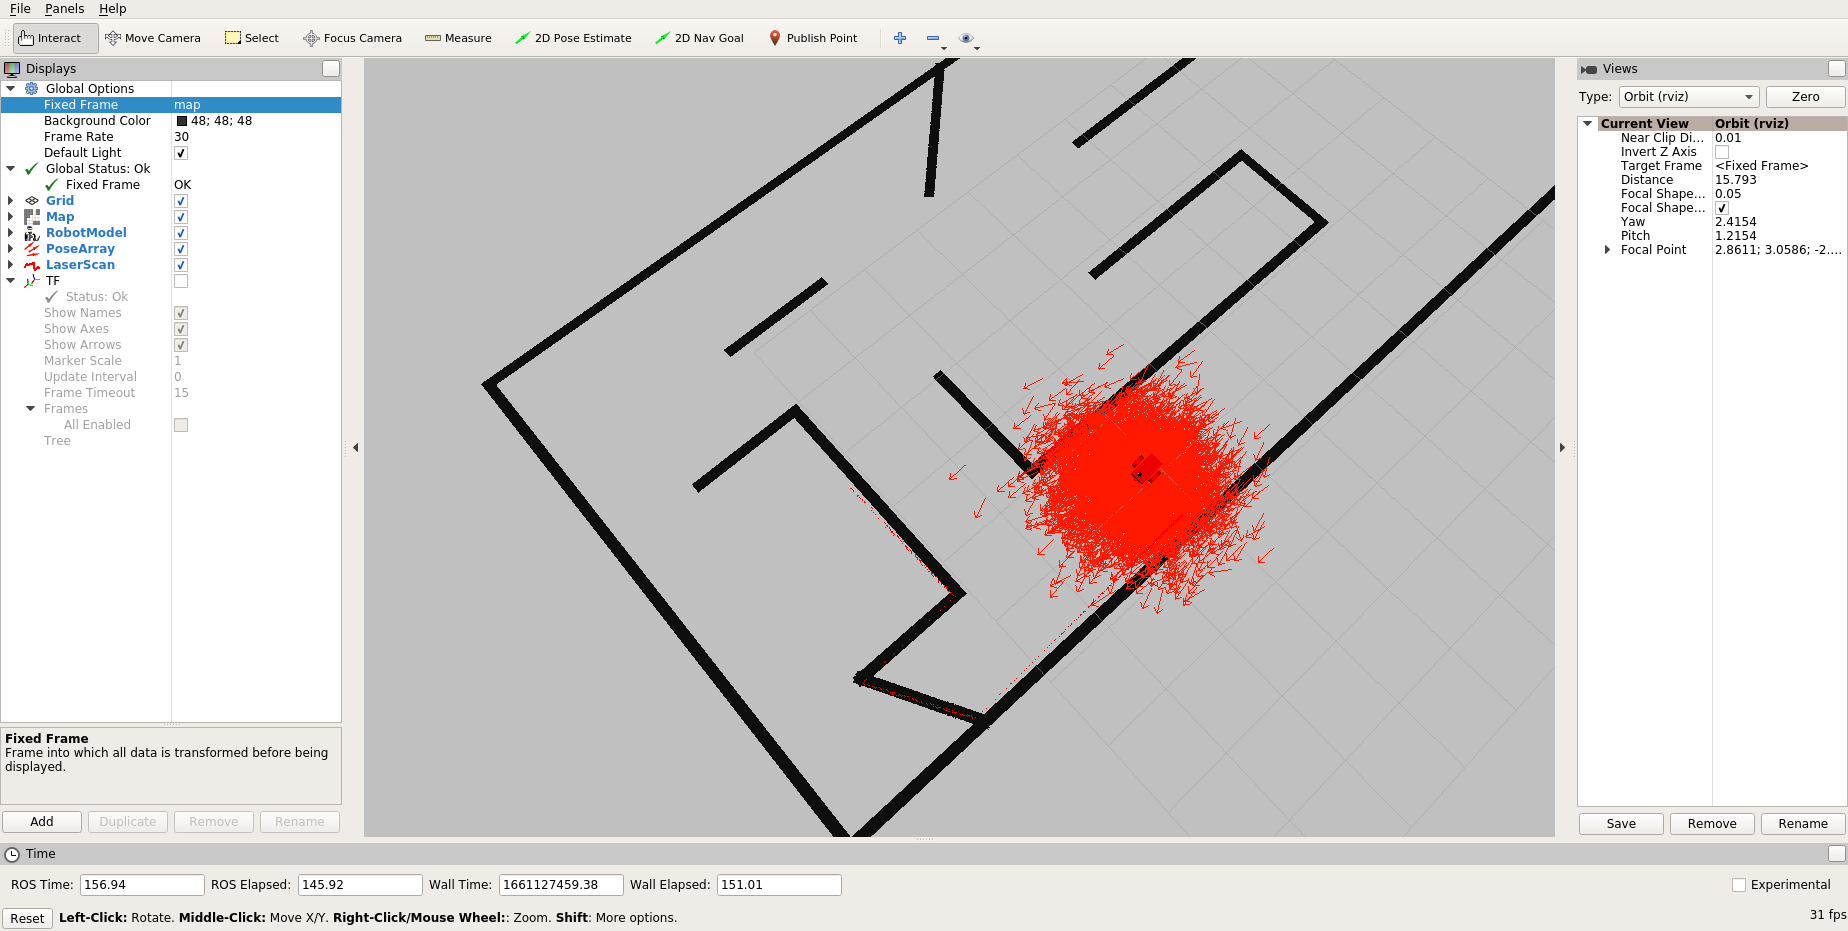 File Panels Help
Interact Move Camera Select Focus Camera Measure 2D Pose Estimate 2D Nav Goal Publish Point
Displays
Global Options
Fixed Frame map
Background Color 48; 48; 48
Frame Rate 30
Default Light
Global Status: Ok
Fixed Frame OK
Grid
Map
RobotModel
PoseArray
LaserScan
TF
Status: Ok
Show Names
Show Axes
Show Arrows
Marker Scale 1
Update Interval 0
Frame Timeout 15
Frames
All Enabled
Tree
Fixed Frame
Frame into which all data is transformed before being
displayed.
Add Duplicate Remove Rename
Views
Type: Orbit (rviz) Zero
Current View Orbit (rviz)
Near Clip Di... 0.01
Invert Z Axis
Target Frame <Fixed Frame>
Distance 15.793
Focal Shape... 0.05
Focal Shape...
Yaw 2.4154
Pitch 1.2154
Focal Point 2.8611; 3.0586; -2....
Save Remove Rename
Time
ROS Time: 156.94 ROS Elapsed: 145.92 Wall Time: 1661127459.38 Wall Elapsed: 151.01 Experimental
Reset Left-Click: Rotate. Middle-Click: Move X/Y. Right-Click/Mouse Wheel:: Zoom. Shift: More options. 31 fps